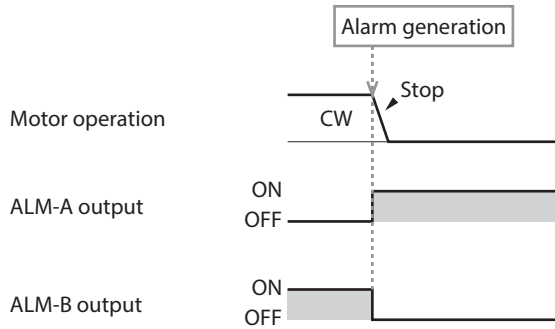 Alarm generation
Stop
Motor operation
CW
ON
ALM-A output
OFF
ON
ALM-B output
OFF